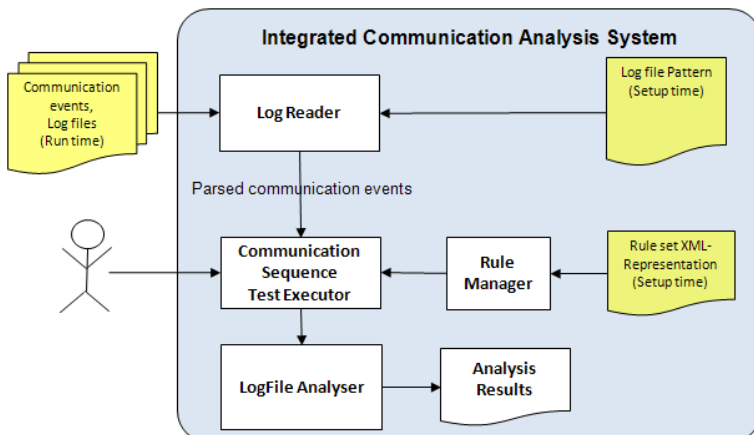 Integrated Communication Analysis System
Communication
events,
Log files
(Run time)
Log Reader
Log file Pattern
(Setup time)
Parsed communication events
Communication
Sequence
Test Executor
Rule
Manager
Rule set XML-
Representation
(Setup time)
LogFile Analyser
Analysis
Results